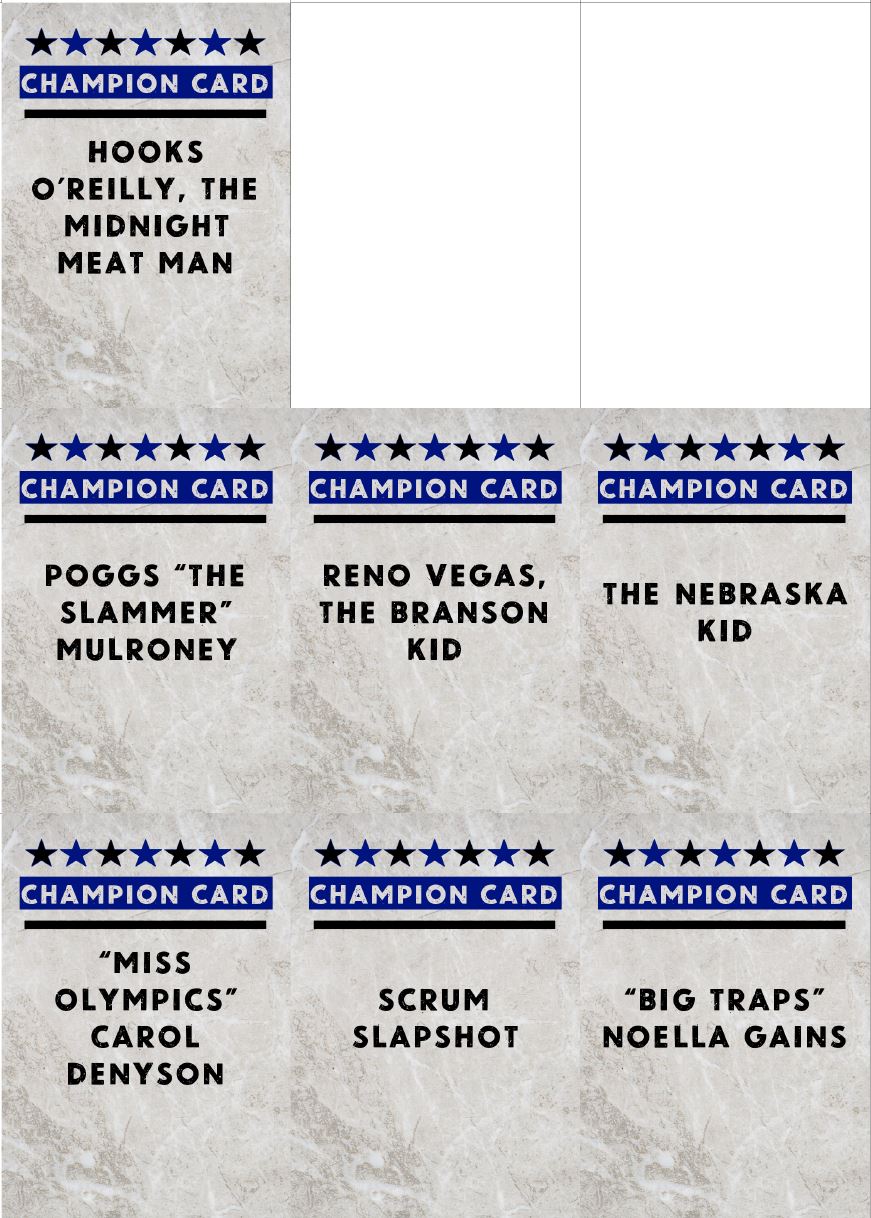 CHAMPION CARD
HOOKS
O’REILLY, THE
MIDNIGHT
MEAT MAN
CHAMPION CARD
POGGS “THE
SLAMMER”
MULRONEY
CHAMPION CARD
RENO VEGAS,
THE BRANSON
KID
CHAMPION CARD
THE NEBRASKA
KID
CHAMPION CARD
“MISS
OLYMPICS”
CAROL
DENYSON
CHAMPION CARD
SCRUM
SLAPSHOT
CHAMPION CARD
“BIG TRAPS”
NOELLA GAINS